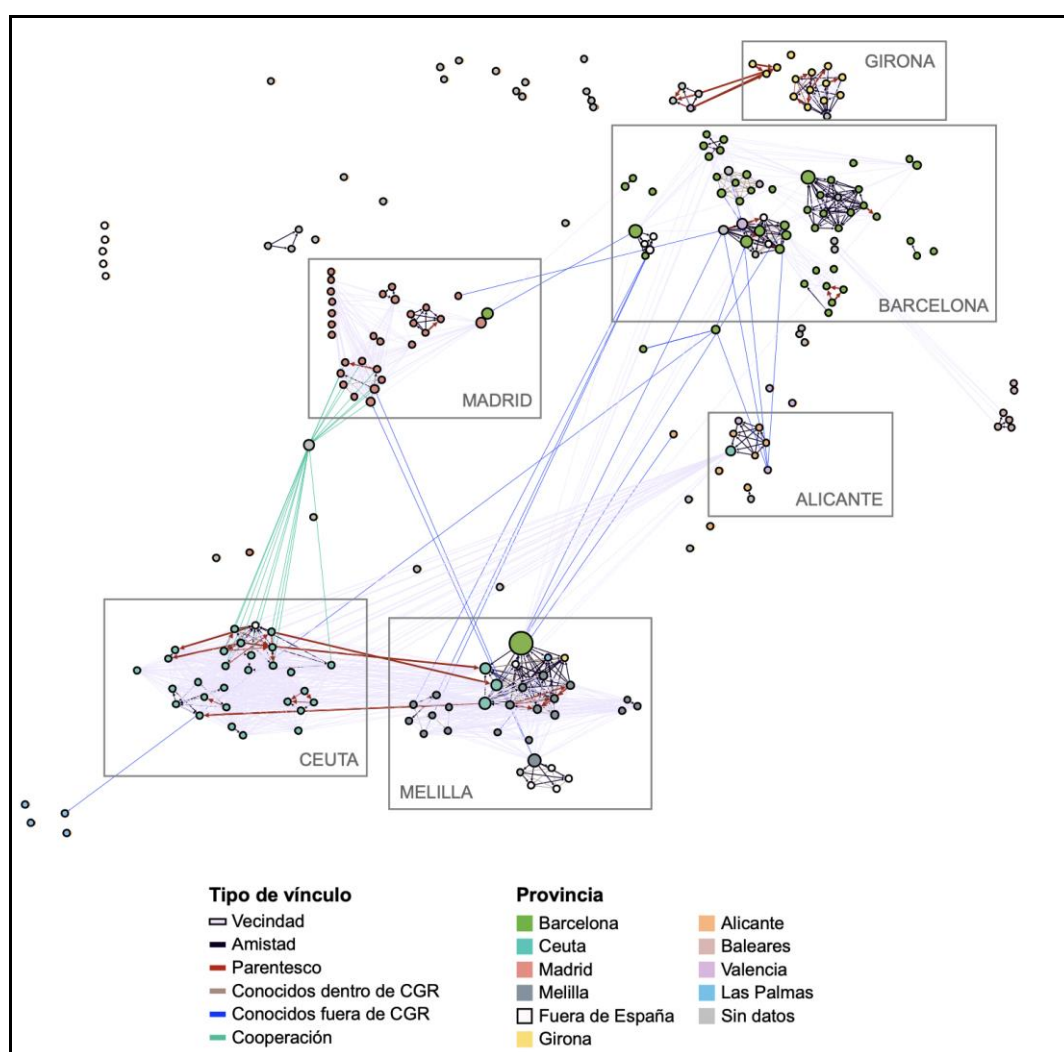 GIRONA
BARCELONA
MADRID
ALICANTE
CEUTA
MELILLA
Tipo de vínculo
Vecindad
Amistad
Parentesco
Conocidos dentro de CGR
Conocidos fuera de CGR
Cooperación
Provincia
Barcelona
Ceuta
Madrid
Melilla
Fuera de España
Girona
Alicante
Baleares
Valencia
Las Palmas
Sin datos